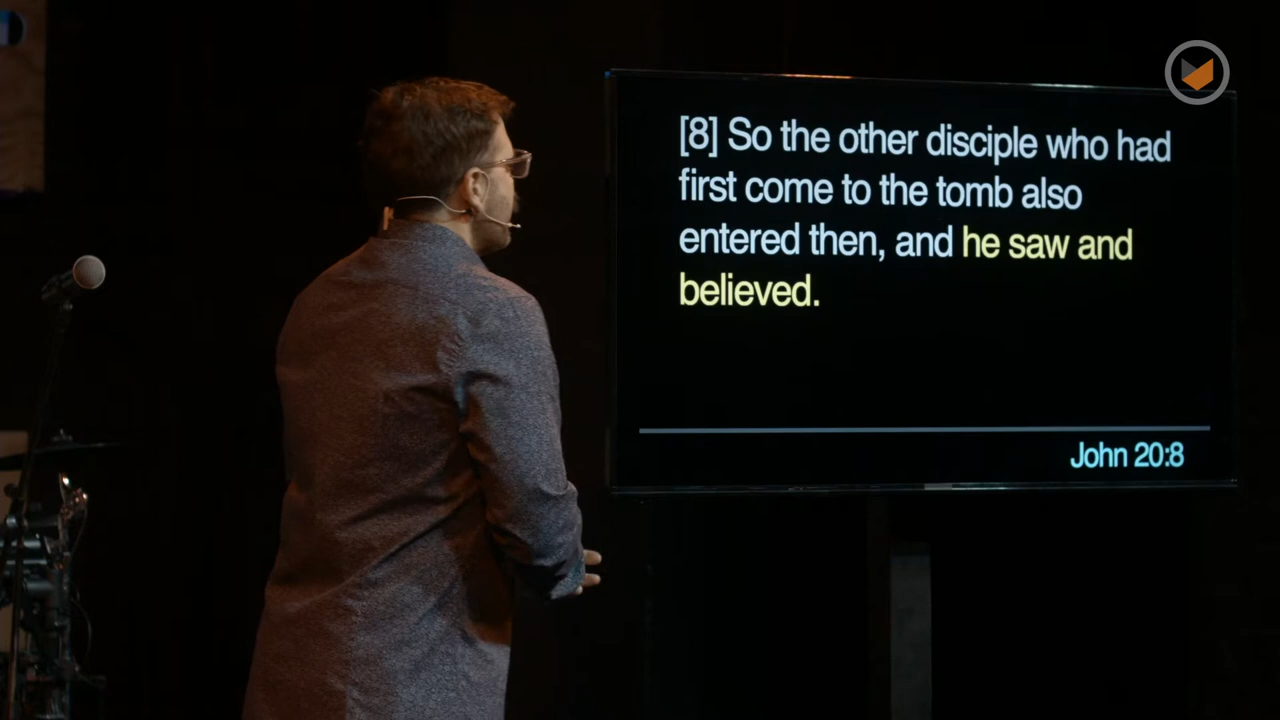 [8] So the other disciple who had
first come to the tomb also
entered then, and he saw and
believed.
John 20:8